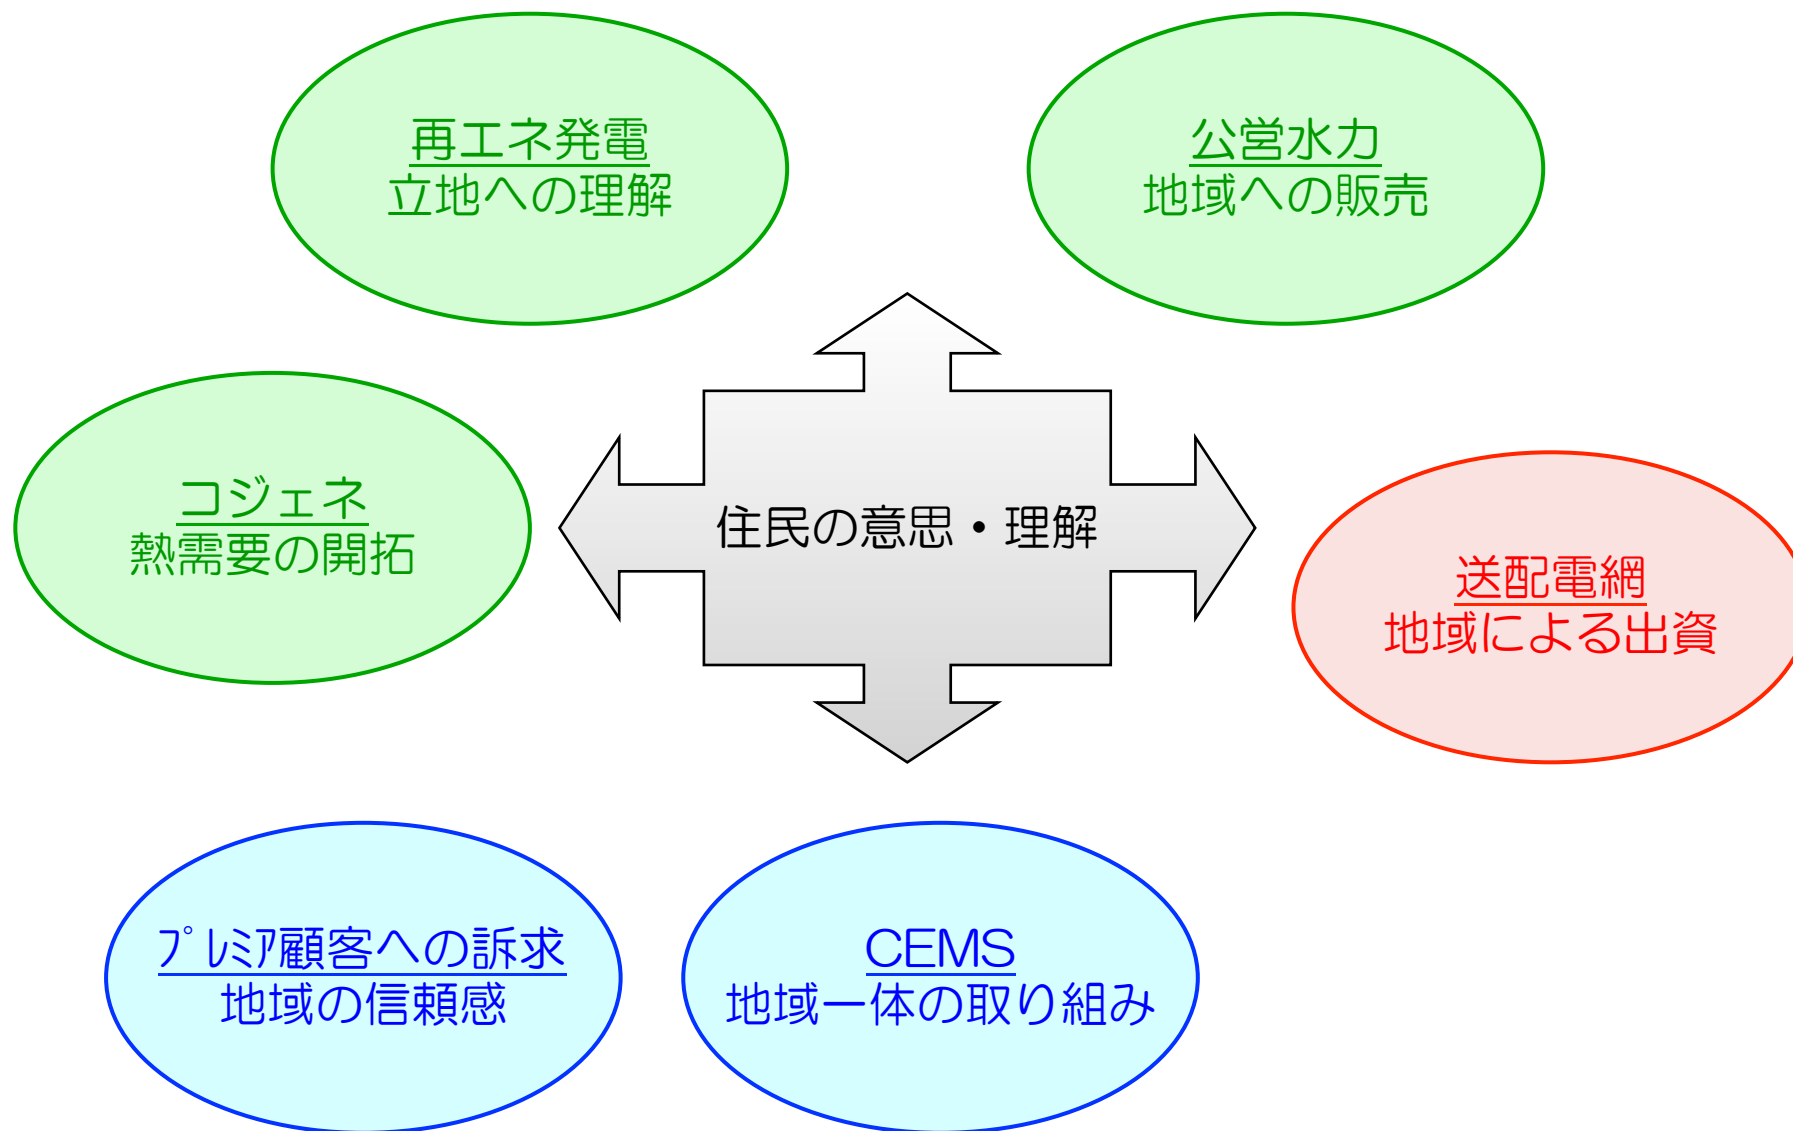 再エネ発電
立地への理解
公営水力
地域への販売
コジェネ
熱需要の開拓
住民の意思・理解
送配電網
地域による出資
ﾌﾟﾚﾐｱ顧客への訴求
地域の信頼感
CEMS
地域一体の取り組み